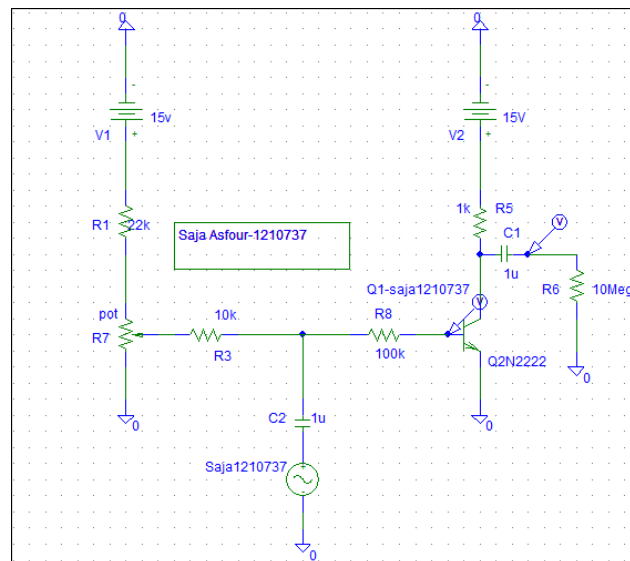 0
0
-
-
15v
15V
V1
V2
+
+
1k
R5
R1
22k
C1
V
Saja Asfour-1210737
1u
Q1-saja1210737
R6
10Meg
pot
10k
R8
V
R7
R3
100k
Q2N2222
0
C2
1u
0
0
Saja1210737
+
-
0